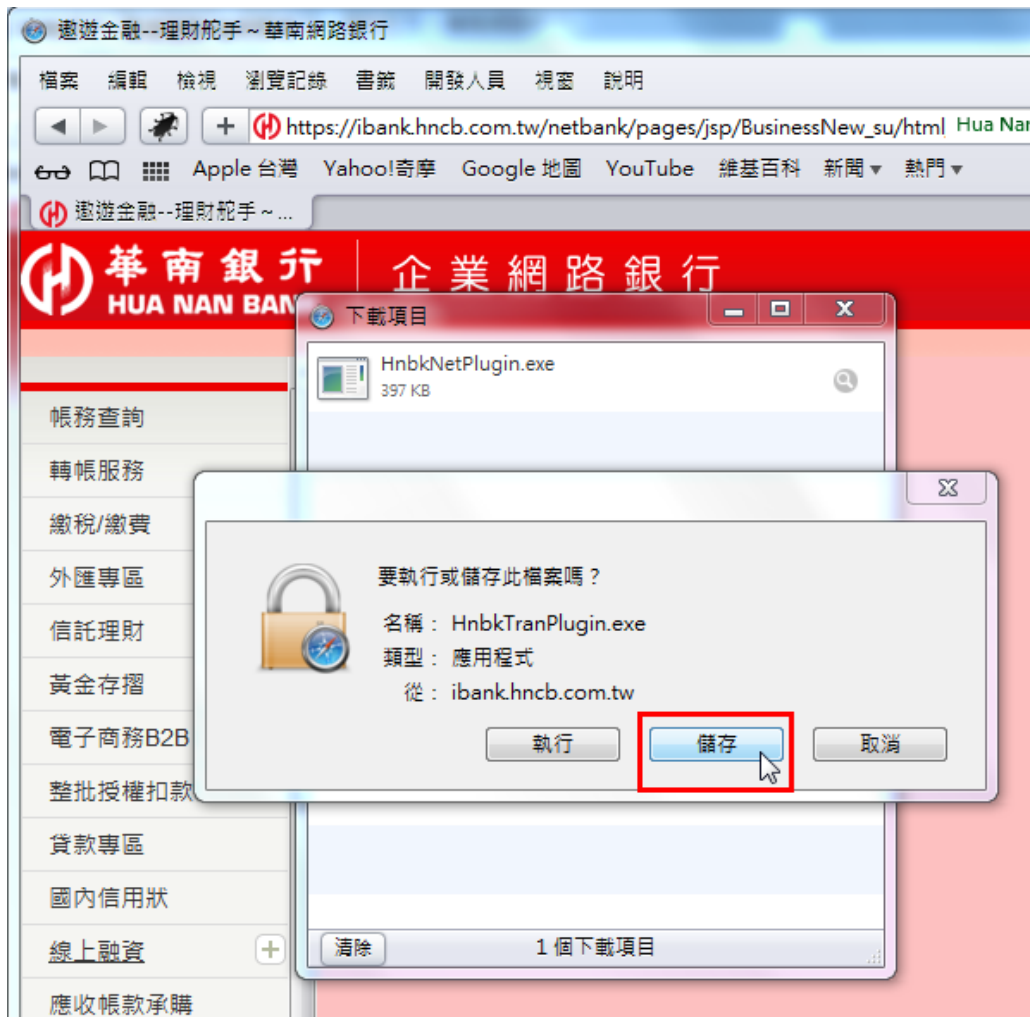 遨遊金融--理財舵手～華南網路銀行
檔案 編輯 檢視 瀏覽記錄 書籤 開發人員 視窗 說明
https://ibank.hncb.com.tw/netbank/pages/jsp/BusinessNew_su/html Hua Nar
Apple 台灣 Yahoo!奇摩 Google 地圖 YouTube 維基百科 新聞▼ 熱門▼
遨遊金融--理財舵手～...
華南銀行 企業網路銀行
HUA NAN BAN
下載項目
HnbkNetPlugin.exe
397 KB
帳務查詢
轉帳服務
繳稅/繳費
外匯專區
信託理財
黃金存摺
電子商務B2B
整批授權扣款
貸款專區
國內信用狀
線上融資
應收帳款承購
要執行或儲存此檔案嗎？
名稱： HnbkTranPlugin.exe
類型： 應用程式
從： ibank.hncb.com.tw
執行 儲存 取消
清除 1 個下載項目